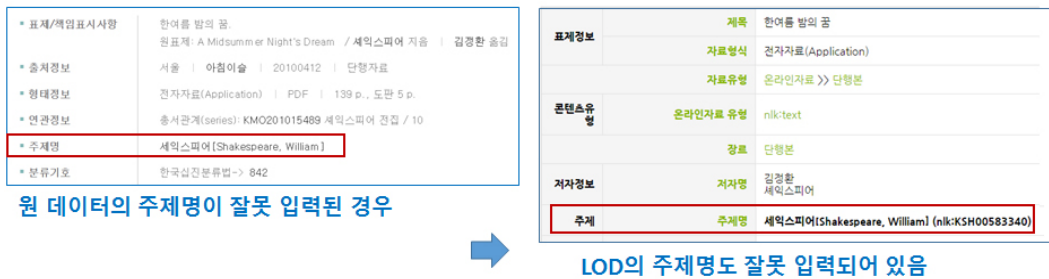 표제/책임표시사항 한여름 밤의 꿈.
원표제: A Midsummer Night's Dream / 셰익스피어 지음 | 김정환 옮김
출처정보 서울 | 아침이슬 | 20100412 | 단행자료
형태정보 전자자료(Application) | PDF | 139 p., 도판 5 p.
연관정보 총서관계(series): KMO201015489 셰익스피어 전집 / 10
주제명 세익스피어[Shakespeare, William]
분류기호 한국십진분류법-> 842
원 데이터의 주제명이 잘못 입력된 경우
표제정보
제목 한여름 밤의 꿈
자료형식 전자자료(Application)
콘텐츠유형
자료유형 온라인자료 >> 단행본
온라인자료 유형 nlk:text
장르 단행본
저자정보 저자명 김정환
셰익스피어
주제 주제명 세익스피어[Shakespeare, William] (nlk:KSH00583340)
LOD의 주제명도 잘못 입력되어 있음